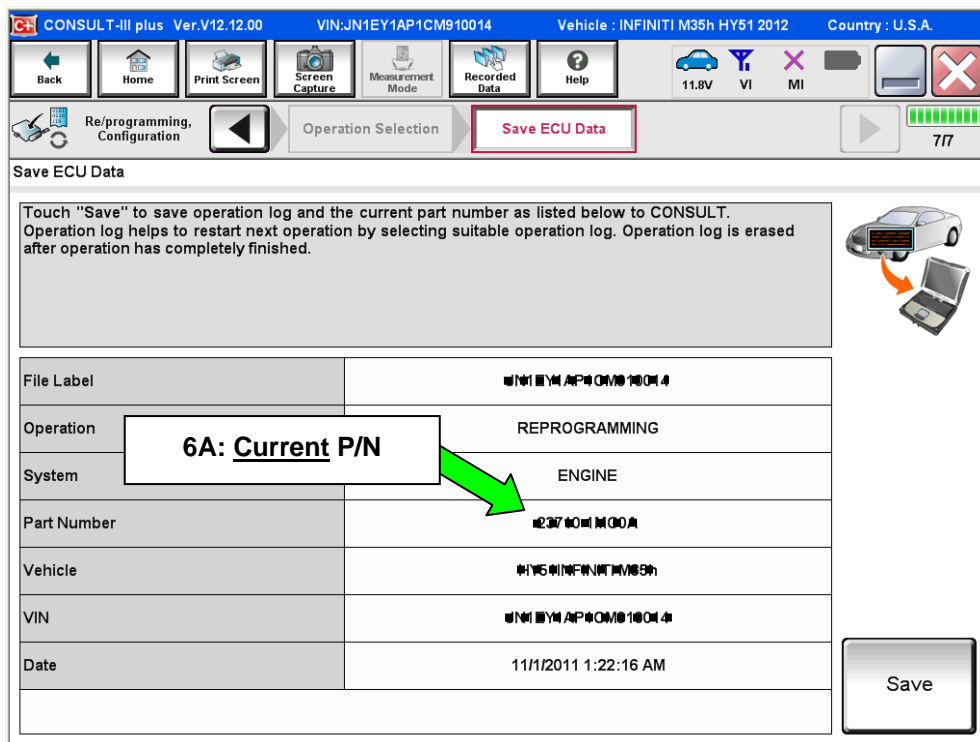 CONSULT-III plus Ver.V12.12.00 VIN:JN1EY1AP1CM910014 Vehicle : INFINITI M35h HY51 2012 Country : U.S.A.
Back Home Print Screen Screen Capture Measurement Mode Recorded Data Help 11.8V VI MI
Re/programming, Configuration Operation Selection Save ECU Data 7/7
Save ECU Data
Touch "Save" to save operation log and the current part number as listed below to CONSULT.
Operation log helps to restart next operation by selecting suitable operation log. Operation log is erased
after operation has completely finished.
File Label
Operation REPROGRAMMING
6A: Current P/N
System ENGINE
Part Number
Vehicle
VIN
Date 11/1/2011 1:22:16 AM
Save